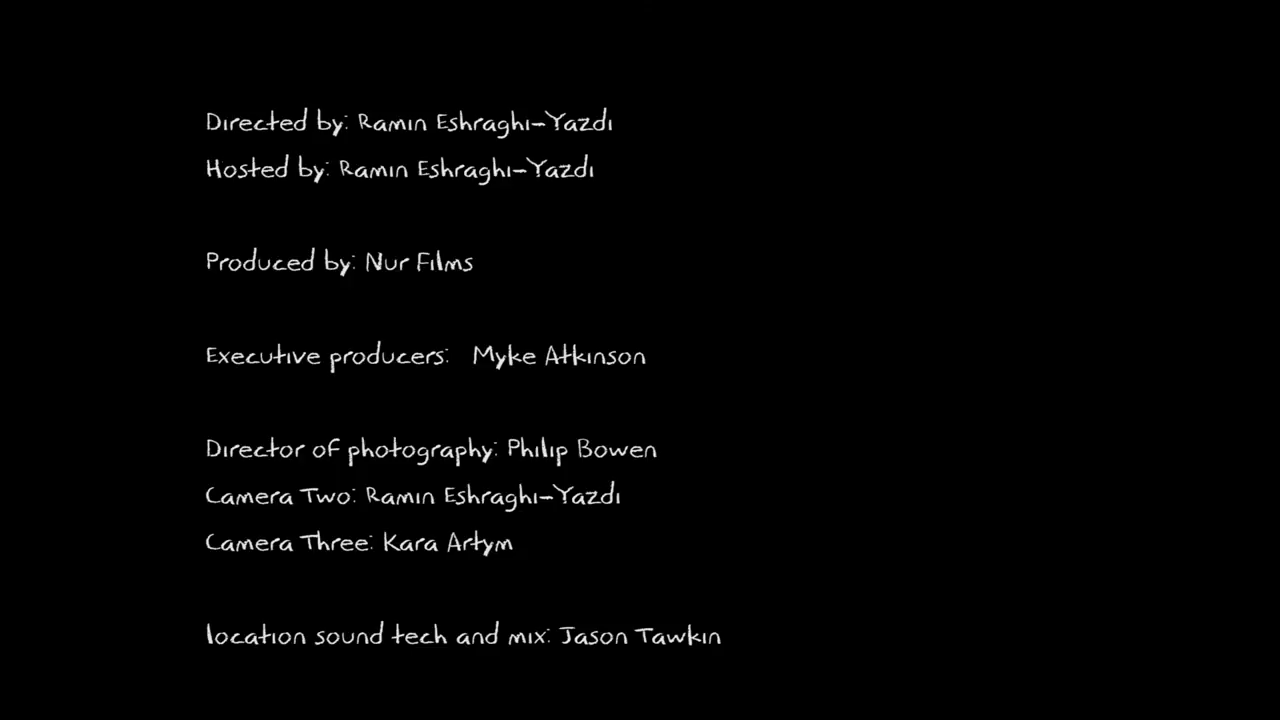 Directed by: Ramin Eshraghi-Yazdi
Hosted by: Ramin Eshraghi-Yazdi
Produced by: Nur Films
Executive producers: Myke Atkinson
Director of photography: Philip Bowen
Camera Two: Ramin Eshraghi-Yazdi
Camera Three: Kara Artym
location sound tech and mix: Jason Tawkin